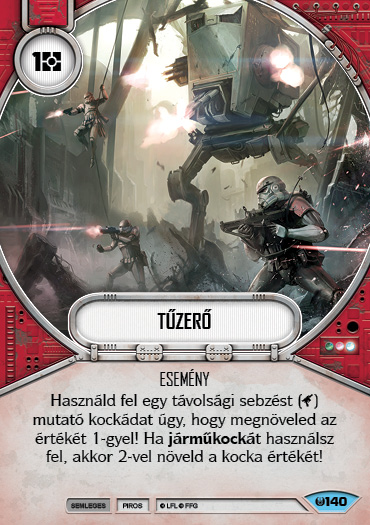 1
TŰZERŐ
ESEMÉNY
Használd fel egy távolsági sebzést ( )
mutató kockádat úgy, hogy megnöveled az
értékét 1-gyel! Ha járműkockát használsz
fel, akkor 2-vel növeld a kocka értékét!
SEMLEGES PIROS © LFL © FFG 140